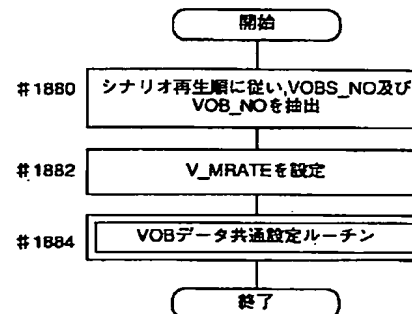 開始
#1880
シナリオ再生順に従い,VOBS_NO及び
VOB_NOを抽出
#1882
V_MRATEを設定
#1884
VOBデータ共通設定ルーチン
終了